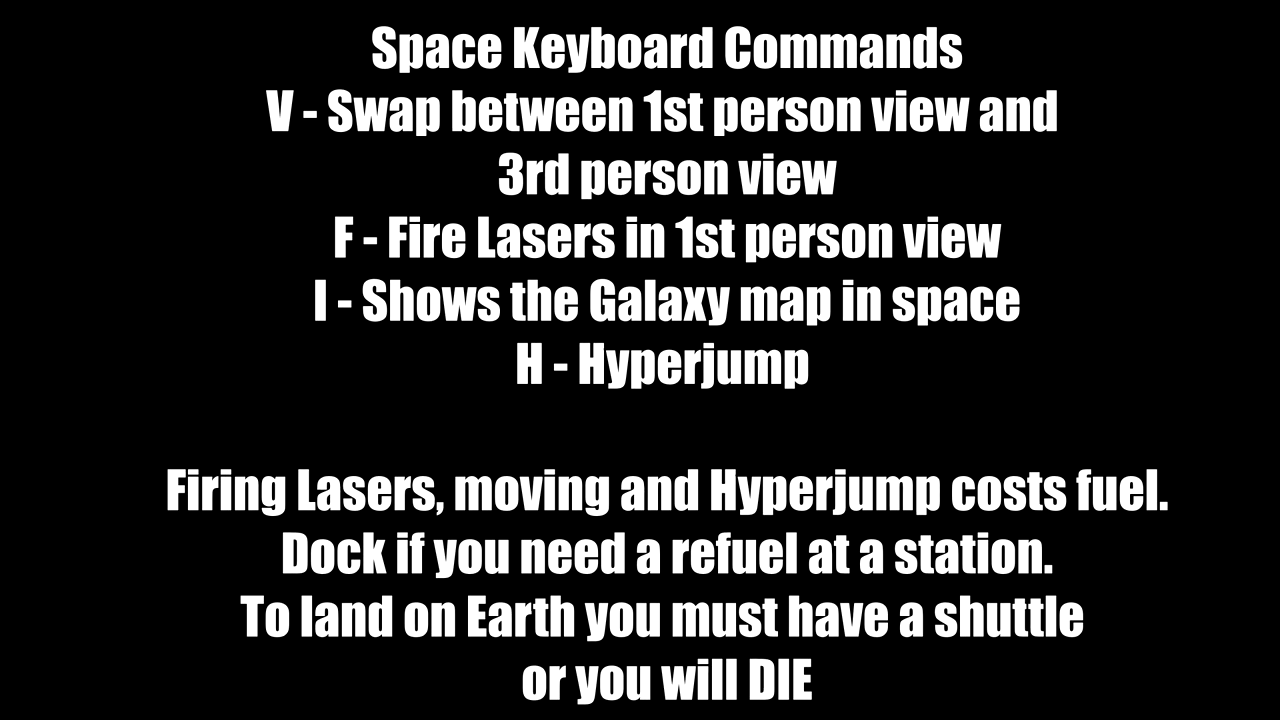 Space Keyboard Commands
V - Swap between 1st person view and
3rd person view
F - Fire Lasers in 1st person view
I - Shows the Galaxy map in space
H - Hyperjump
Firing Lasers, moving and Hyperjump costs fuel.
Dock if you need a refuel at a station.
To land on Earth you must have a shuttle
or you will DIE